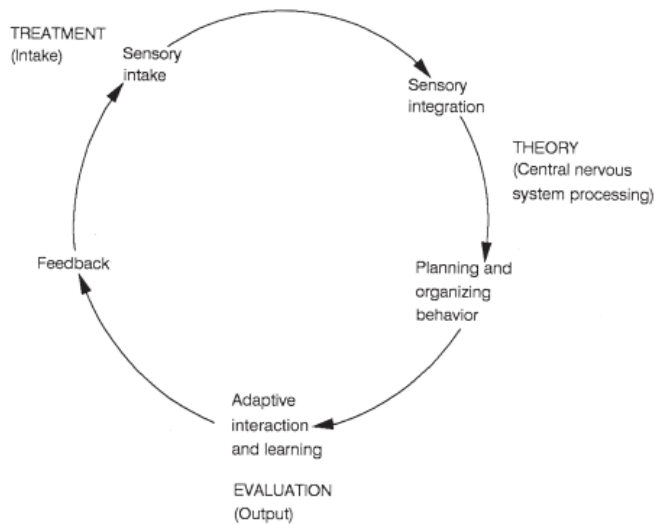 TREATMENT
(Intake)
Sensory
intake
Sensory
integration
THEORY
(Central nervous
system processing)
Planning and
organizing
behavior
Feedback
Adaptive
interaction
and learning
EVALUATION
(Output)